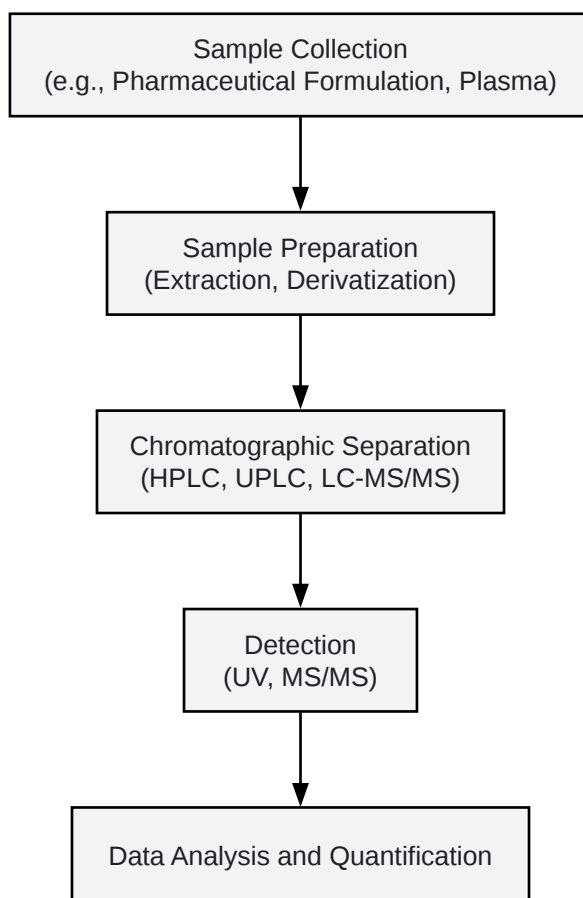 Sample Collection
(e.g., Pharmaceutical Formulation, Plasma)
Sample Preparation
(Extraction, Derivatization)
Chromatographic Separation
(HPLC, UPLC, LC-MS/MS)
Detection
(UV, MS/MS)
Data Analysis and Quantification